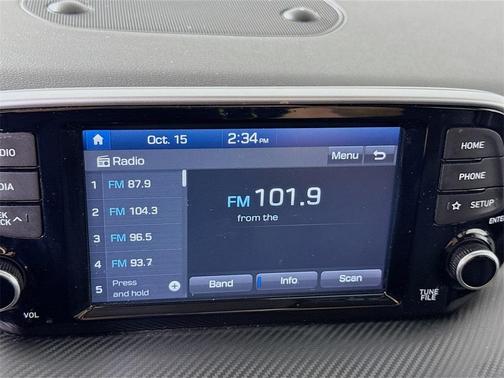 Oct. 15 2:34 PM
Radio Menu
1 FM 87.9
2 FM 104.3
3 FM 96.5
4 FM 93.7
5 Press and hold
FM 101.9
from the
Band Info Scan
HOME
PHONE
SETUP
TUNE
FILE
VOL